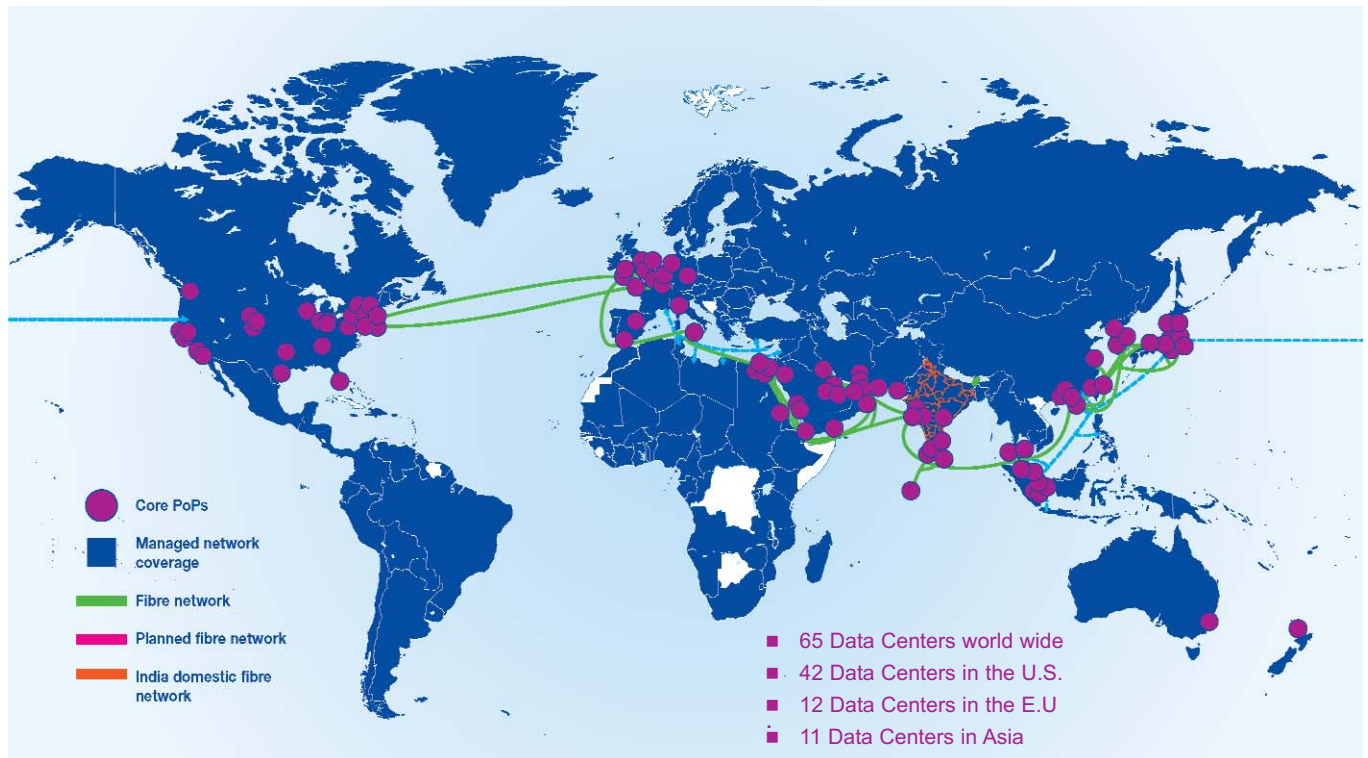 Core PoPs
Managed network
coverage
Fibre network
Planned fibre network
India domestic fibre
network
65 Data Centers world wide
42 Data Centers in the U.S.
12 Data Centers in the E.U
11 Data Centers in Asia